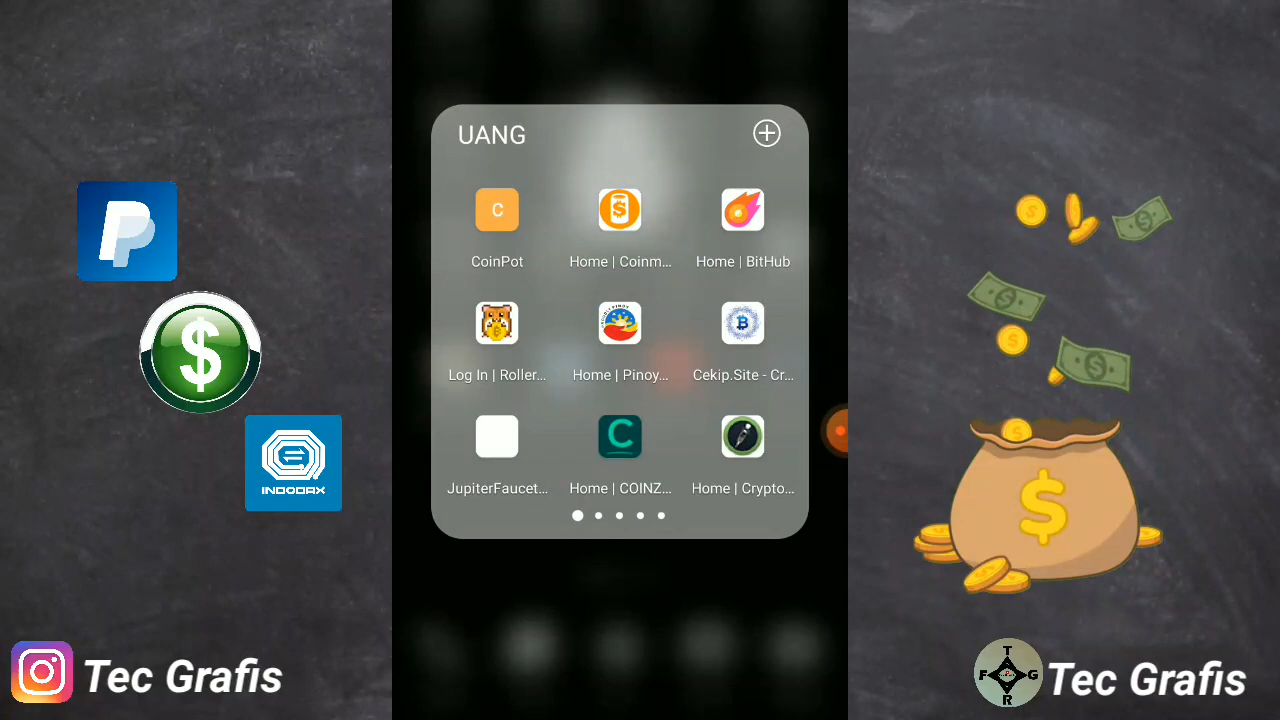 UANG
C
CoinPot
Home | Coinm...
Home | BitHub
Log In | Roller...
Home | Pinoy...
Cekip.Site - Cr...
JupiterFaucet...
Home | COINZ...
Home | Crypto...
INDODAX
Tec Grafis
T
F G
R
Tec Grafis